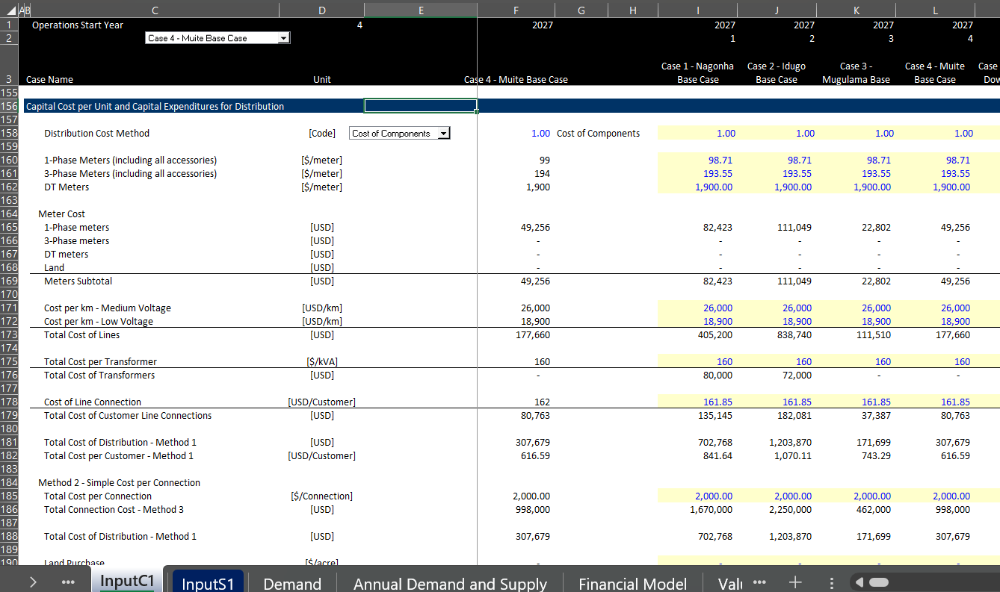 A B C D E F G H I J K L
1 Operations Start Year 4 2027 2027 2027 2027 2027
2 Case 4 - Muite Base Case 1 2 3 4
Case 1 - Nagonha Case 2 - Idugo Case 3 - Case 4 - Muite Case
3 Case Name Unit Case 4 - Muite Base Case Base Case Base Case Mugulama Base Base Case Dow
155
156 Capital Cost per Unit and Capital Expenditures for Distribution
157
158 Distribution Cost Method [Code] Cost of Components 1.00 Cost of Components 1.00 1.00 1.00 1.00
159
160 1-Phase Meters (including all accessories) [$/meter] 99 98.71 98.71 98.71 98.71
161 3-Phase Meters (including all accessories) [$/meter] 194 193.55 193.55 193.55 193.55
162 DT Meters [$/meter] 1,900 1,900.00 1,900.00 1,900.00 1,900.00
163
164 Meter Cost
165 1-Phase meters [USD] 49,256 82,423 111,049 22,802 49,256
166 3-Phase meters [USD] - - - - -
167 DT meters [USD] - - - - -
168 Land [USD] - - - - -
169 Meters Subtotal [USD] 49,256 82,423 111,049 22,802 49,256
170
171 Cost per km - Medium Voltage [USD/km] 26,000 26,000 26,000 26,000 26,000
172 Cost per km - Low Voltage [USD/km] 18,900 18,900 18,900 18,900 18,900
173 Total Cost of Lines [USD] 177,660 405,200 838,740 111,510 177,660
174
175 Total Cost per Transformer [$/kVA] 160 160 160 160 160
176 Total Cost of Transformers [USD] - 80,000 72,000 - -
177
178 Cost of Line Connection [USD/Customer] 162 161.85 161.85 161.85 161.85
179 Total Cost of Customer Line Connections [USD] 80,763 135,145 182,081 37,387 80,763
180
181 Total Cost of Distribution - Method 1 [USD] 307,679 702,768 1,203,870 171,699 307,679
182 Total Cost per Customer - Method 1 [USD/Customer] 616.59 841.64 1,070.11 743.29 616.59
183
184 Method 2 - Simple Cost per Connection
185 Total Cost per Connection [$/Connection] 2,000.00 2,000.00 2,000.00 2,000.00 2,000.00
186 Total Connection Cost - Method 3 [USD] 998,000 1,670,000 2,250,000 462,000 998,000
187
188 Total Cost of Distribution - Method 1 [USD] 307,679 702,768 1,203,870 171,699 307,679
189
190 Land Purchase [$/acre] - - - - -
InputC1 InputS1 Demand Annual Demand and Supply Financial Model Valu